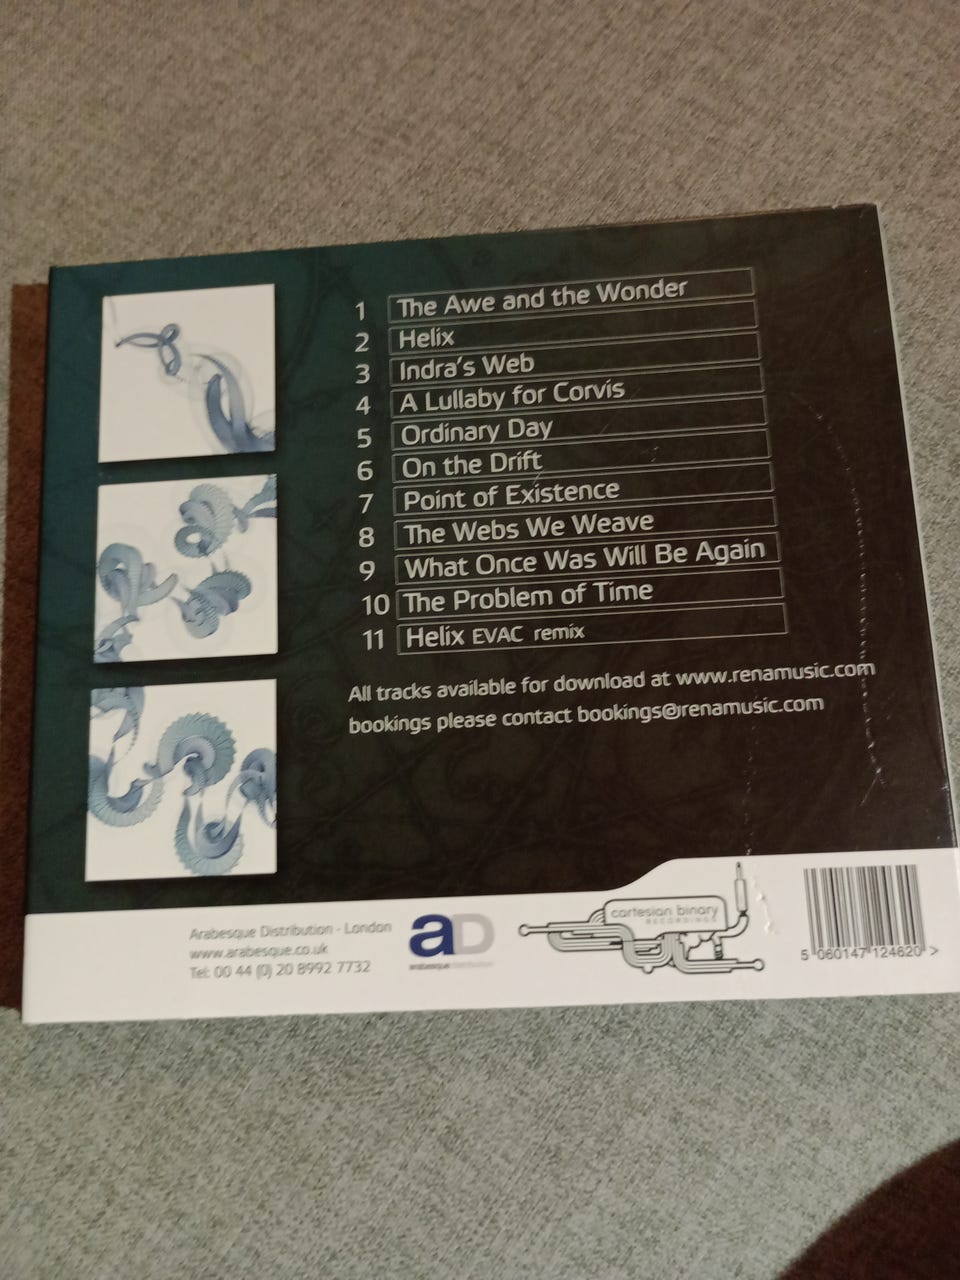 1 The Awe and the Wonder
2 Helix
3 Indra's Web
4 A Lullaby for Corvis
5 Ordinary Day
6 On the Drift
7 Point of Existence
8 The Webs We Weave
9 What Once Was Will Be Again
10 The Problem of Time
11 Helix EVAC remix
All tracks available for download at www.renamusic.com
bookings please contact bookings@renamusic.com
Arabesque Distribution - London
www.arabesque.co.uk
Tel: 00 44 (0) 20 8992 7732
aD
arabesque distribution
cartesian binary
RECORDINGS
5 060147 124620 >